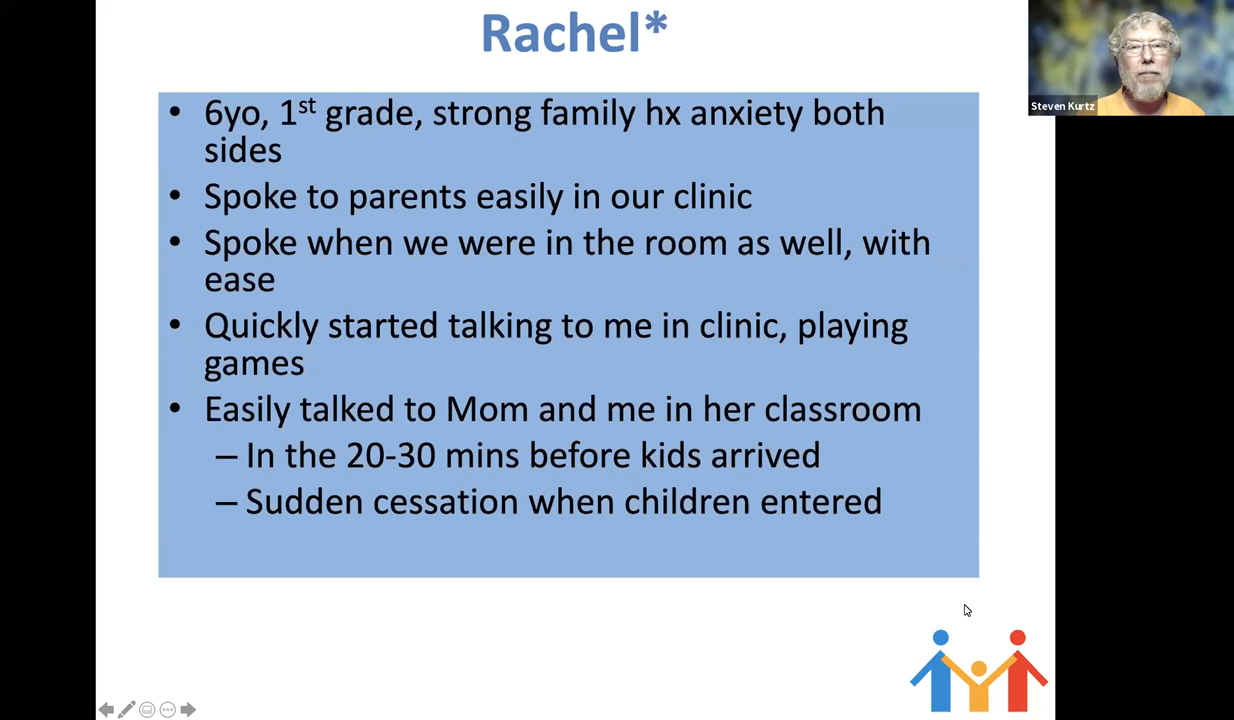 Rachel*
• 6yo, 1st grade, strong family hx anxiety both
sides
• Spoke to parents easily in our clinic
• Spoke when we were in the room as well, with
ease
• Quickly started talking to me in clinic, playing
games
• Easily talked to Mom and me in her classroom
– In the 20-30 mins before kids arrived
– Sudden cessation when children entered
Steven Kurtz